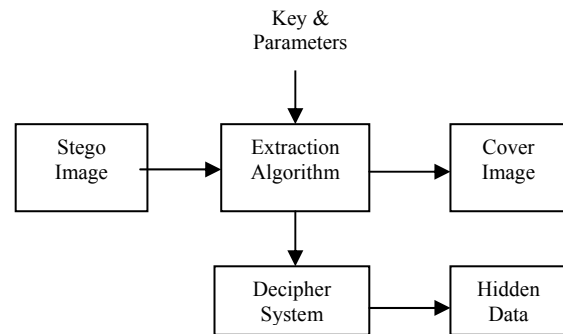 Key &
Parameters
Stego
Image
Extraction
Algorithm
Cover
Image
Decipher
System
Hidden
Data